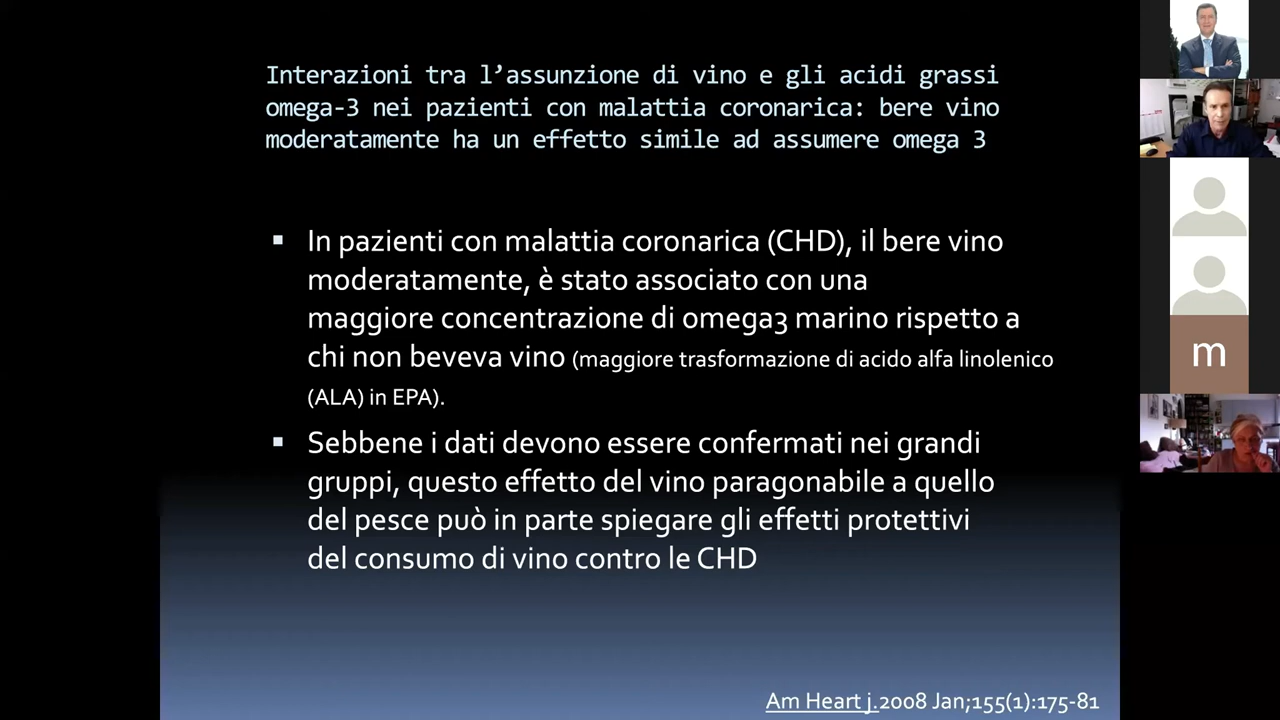 Interazioni tra l’assunzione di vino e gli acidi grassi
omega-3 nei pazienti con malattia coronarica: bere vino
moderatamente ha un effetto simile ad assumere omega 3
▪ In pazienti con malattia coronarica (CHD), il bere vino
moderatamente, è stato associato con una
maggiore concentrazione di omega3 marino rispetto a
chi non beveva vino (maggiore trasformazione di acido alfa linolenico
(ALA) in EPA).
▪ Sebbene i dati devono essere confermati nei grandi
gruppi, questo effetto del vino paragonabile a quello
del pesce può in parte spiegare gli effetti protettivi
del consumo di vino contro le CHD
Am Heart j.2008 Jan;155(1):175-81
m